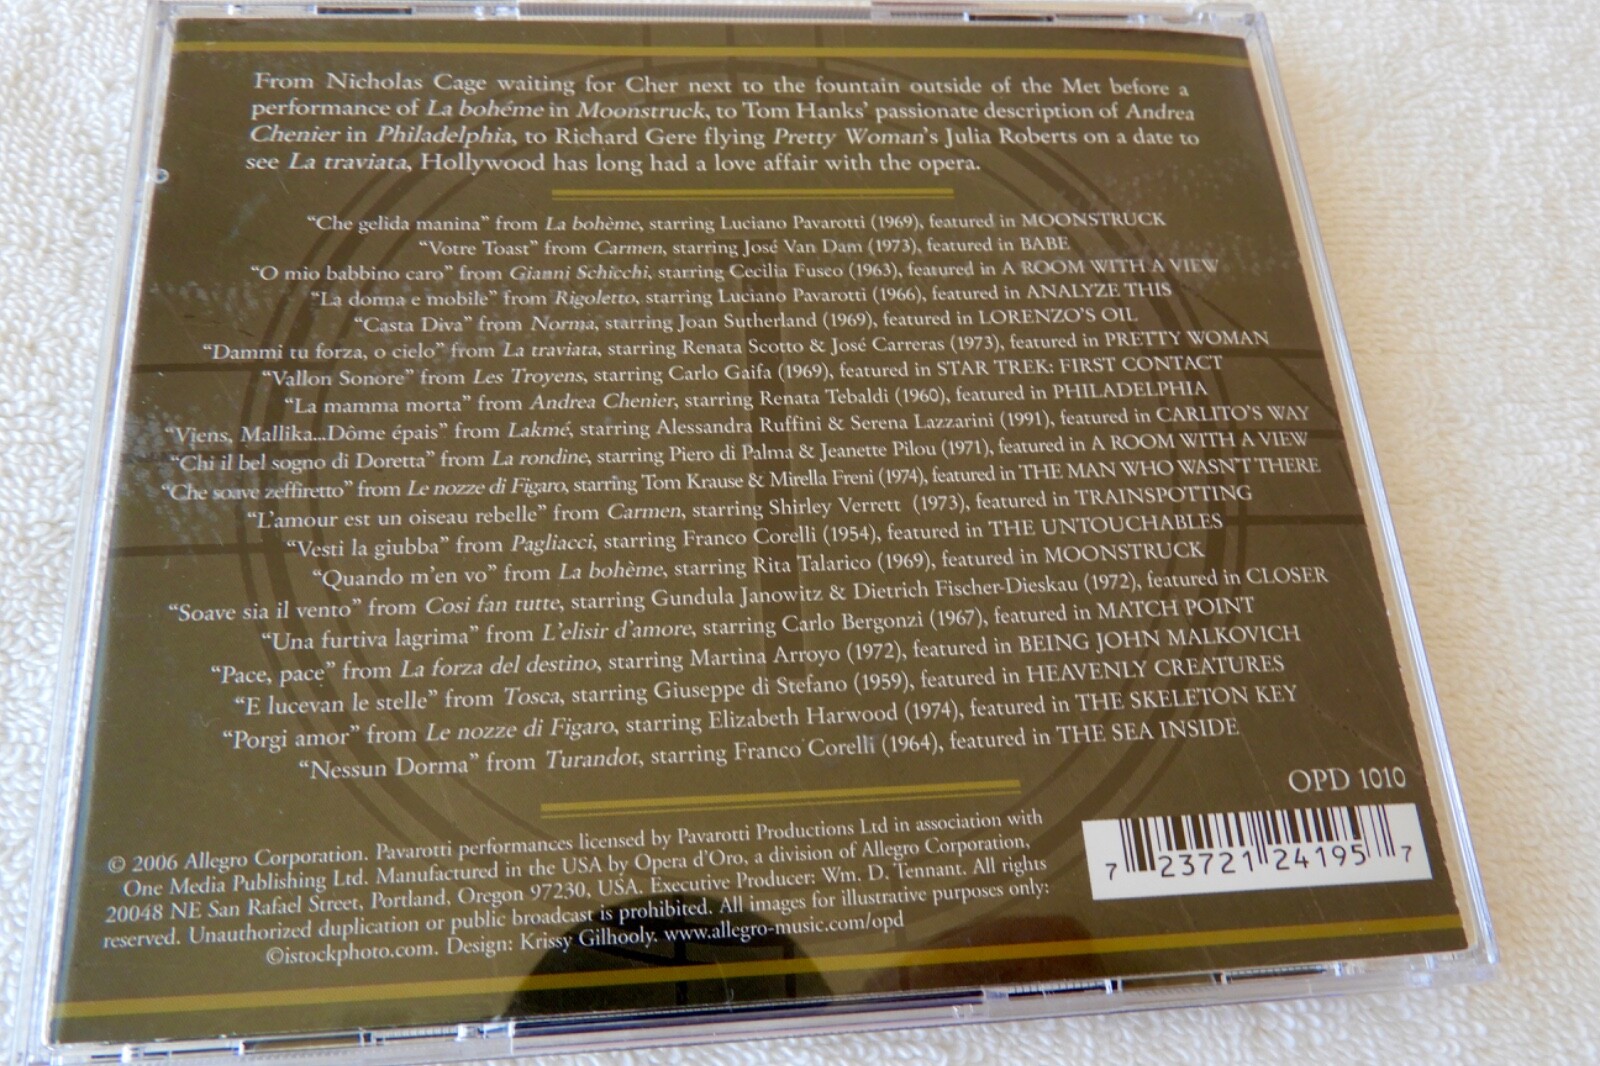 From Nicholas Cage waiting for Cher next to the fountain outside of the Met before a
performance of La bohéme in Moonstruck, to Tom Hanks' passionate description of Andrea
Chenier in Philadelphia, to Richard Gere flying Pretty Woman's Julia Roberts on a date to
see La traviata, Hollywood has long had a love affair with the opera.
“Che gelida manina” from La bohème, starring Luciano Pavarotti (1969), featured in MOONSTRUCK
“Votre Toast” from Carmen, starring José Van Dam (1973), featured in BABE
“O mio babbino caro” from Gianni Schicchi, starring Cecilia Fusco (1963), featured in A ROOM WITH A VIEW
“La donna e mobile” from Rigoletto, starring Luciano Pavarotti (1966), featured in ANALYZE THIS
“Casta Diva” from Norma, starring Joan Sutherland (1969), featured in LORENZO'S OIL
“Dammi tu forza, o cielo” from La traviata, starring Renata Scotto & José Carreras (1973), featured in PRETTY WOMAN
“Vallon Sonore” from Les Troyens, starring Carlo Gaifa (1969), featured in STAR TREK: FIRST CONTACT
“La mamma morta” from Andrea Chenier, starring Renata Tebaldi (1960), featured in PHILADELPHIA
“Viens, Mallika...Dôme épais” from Lakmé, starring Alessandra Ruffini & Serena Lazzarini (1991), featured in CARLITO'S WAY
“Chi il bel sogno di Doretta” from La rondine, starring Piero di Palma & Jeanette Pilou (1971), featured in A ROOM WITH A VIEW
“Che soave zeffiretto” from Le nozze di Figaro, starring Tom Krause & Mirella Freni (1974), featured in THE MAN WHO WASN'T THERE
“L'amour est un oiseau rebelle” from Carmen, starring Shirley Verrett (1973), featured in TRAINSPOTTING
“Vesti la giubba” from Pagliacci, starring Franco Corelli (1954), featured in THE UNTOUCHABLES
“Quando m'en vo” from La bohème, starring Rita Talarico (1969), featured in MOONSTRUCK
“Soave sia il vento” from Cosi fan tutte, starring Gundula Janowitz & Dietrich Fischer-Dieskau (1972), featured in CLOSER
“Una furtiva lagrima” from L'elisir d'amore, starring Carlo Bergonzi (1967), featured in MATCH POINT
“Pace, pace” from La forza del destino, starring Martina Arroyo (1972), featured in BEING JOHN MALKOVICH
“E lucevan le stelle” from Tosca, starring Giuseppe di Stefano (1959), featured in HEAVENLY CREATURES
“Porgi amor” from Le nozze di Figaro, starring Elizabeth Harwood (1974), featured in THE SKELETON KEY
“Nessun Dorma” from Turandot, starring Franco Corelli (1964), featured in THE SEA INSIDE
OPD 1010
© 2006 Allegro Corporation. Pavarotti performances licensed by Pavarotti Productions Ltd in association with
One Media Publishing Ltd. Manufactured in the USA by Opera d'Oro, a division of Allegro Corporation,
20048 NE San Rafael Street, Portland, Oregon 97230, USA. Executive Producer: Wm. D. Tennant. All rights
reserved. Unauthorized duplication or public broadcast is prohibited. All images for illustrative purposes only:
©istockphoto.com. Design: Krissy Gilhooly. www.allegro-music.com/opd
7 23721 24195 7